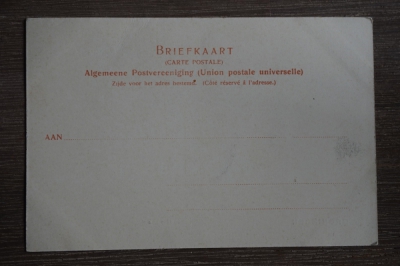 BRIEFKAART
(CARTE POSTALE)
Algemeene Postvereeniging (Union postale universelle)
Zijde voor het adres bestemd. (Côté réservé à l'adresse.)
AAN